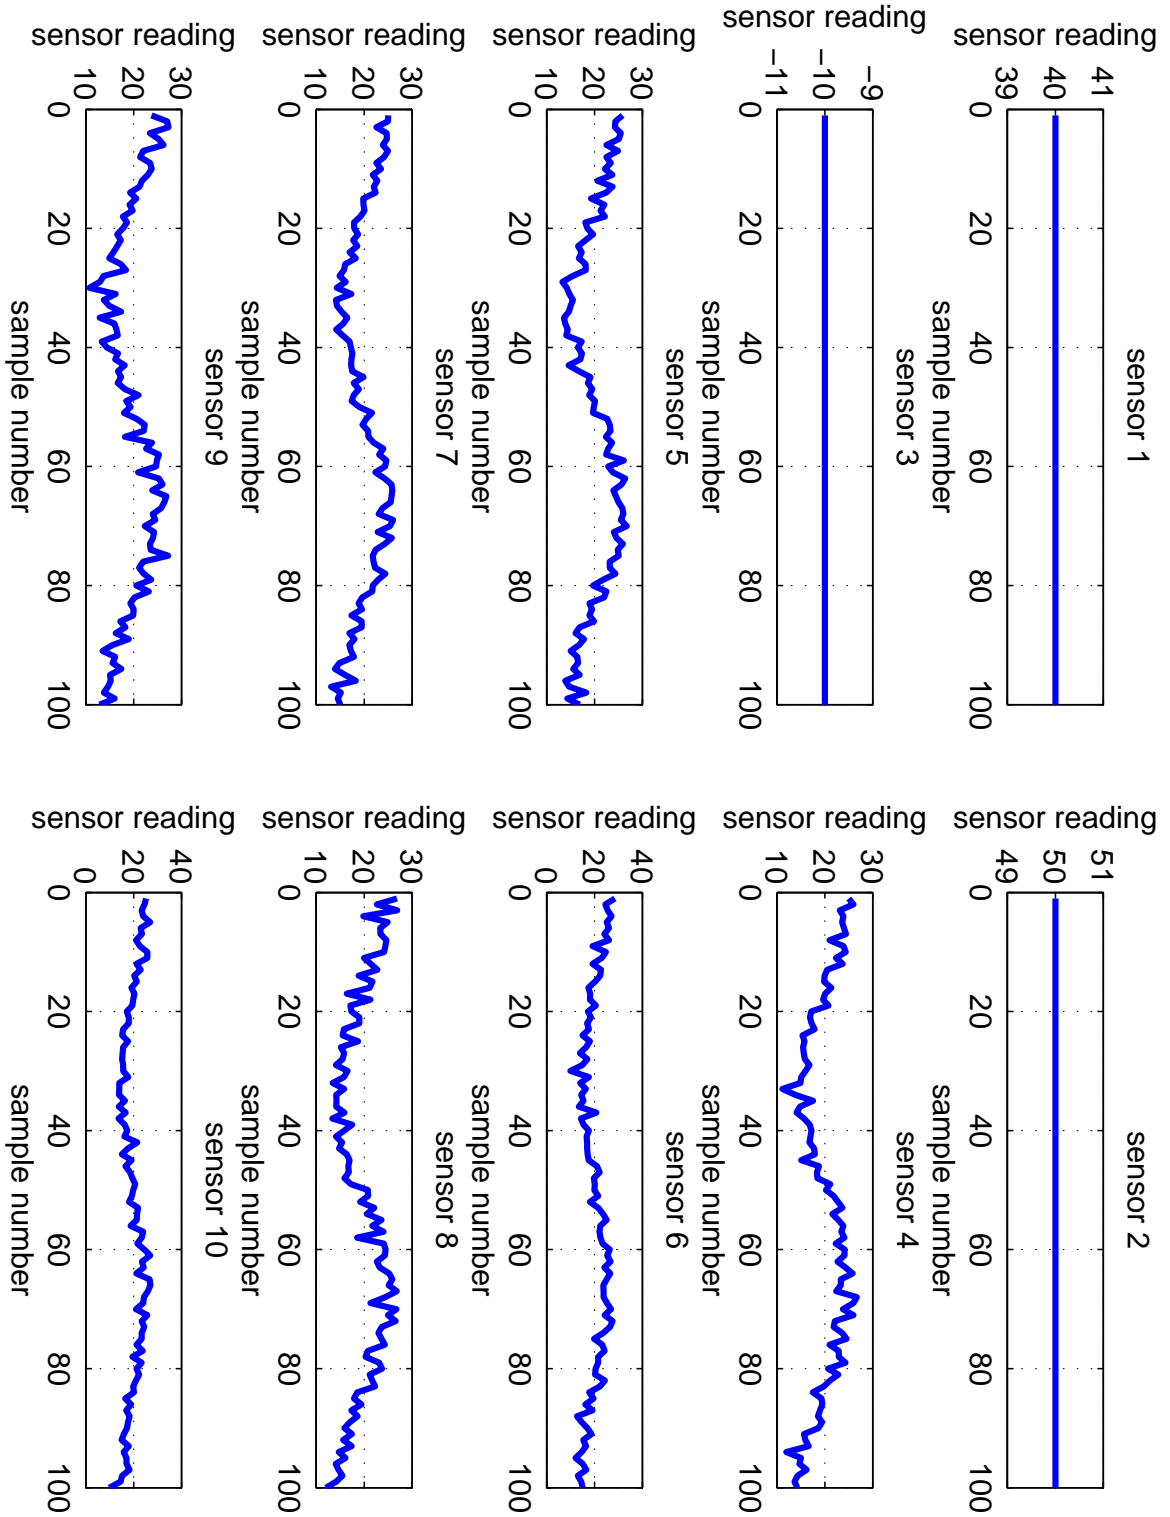 sensor 1
sensor reading
41
40
39
0 20 40 60 80 100
sample number
sensor 2
sensor reading
51
50
49
0 20 40 60 80 100
sample number
sensor 3
sensor reading
−9
−10
−11
0 20 40 60 80 100
sample number
sensor 4
sensor reading
30
20
10
0 20 40 60 80 100
sample number
sensor 5
sensor reading
30
20
10
0 20 40 60 80 100
sample number
sensor 6
sensor reading
40
20
0
0 20 40 60 80 100
sample number
sensor 7
sensor reading
30
20
10
0 20 40 60 80 100
sample number
sensor 8
sensor reading
30
20
10
0 20 40 60 80 100
sample number
sensor 9
sensor reading
30
20
10
0 20 40 60 80 100
sample number
sensor 10
sensor reading
40
20
0
0 20 40 60 80 100
sample number